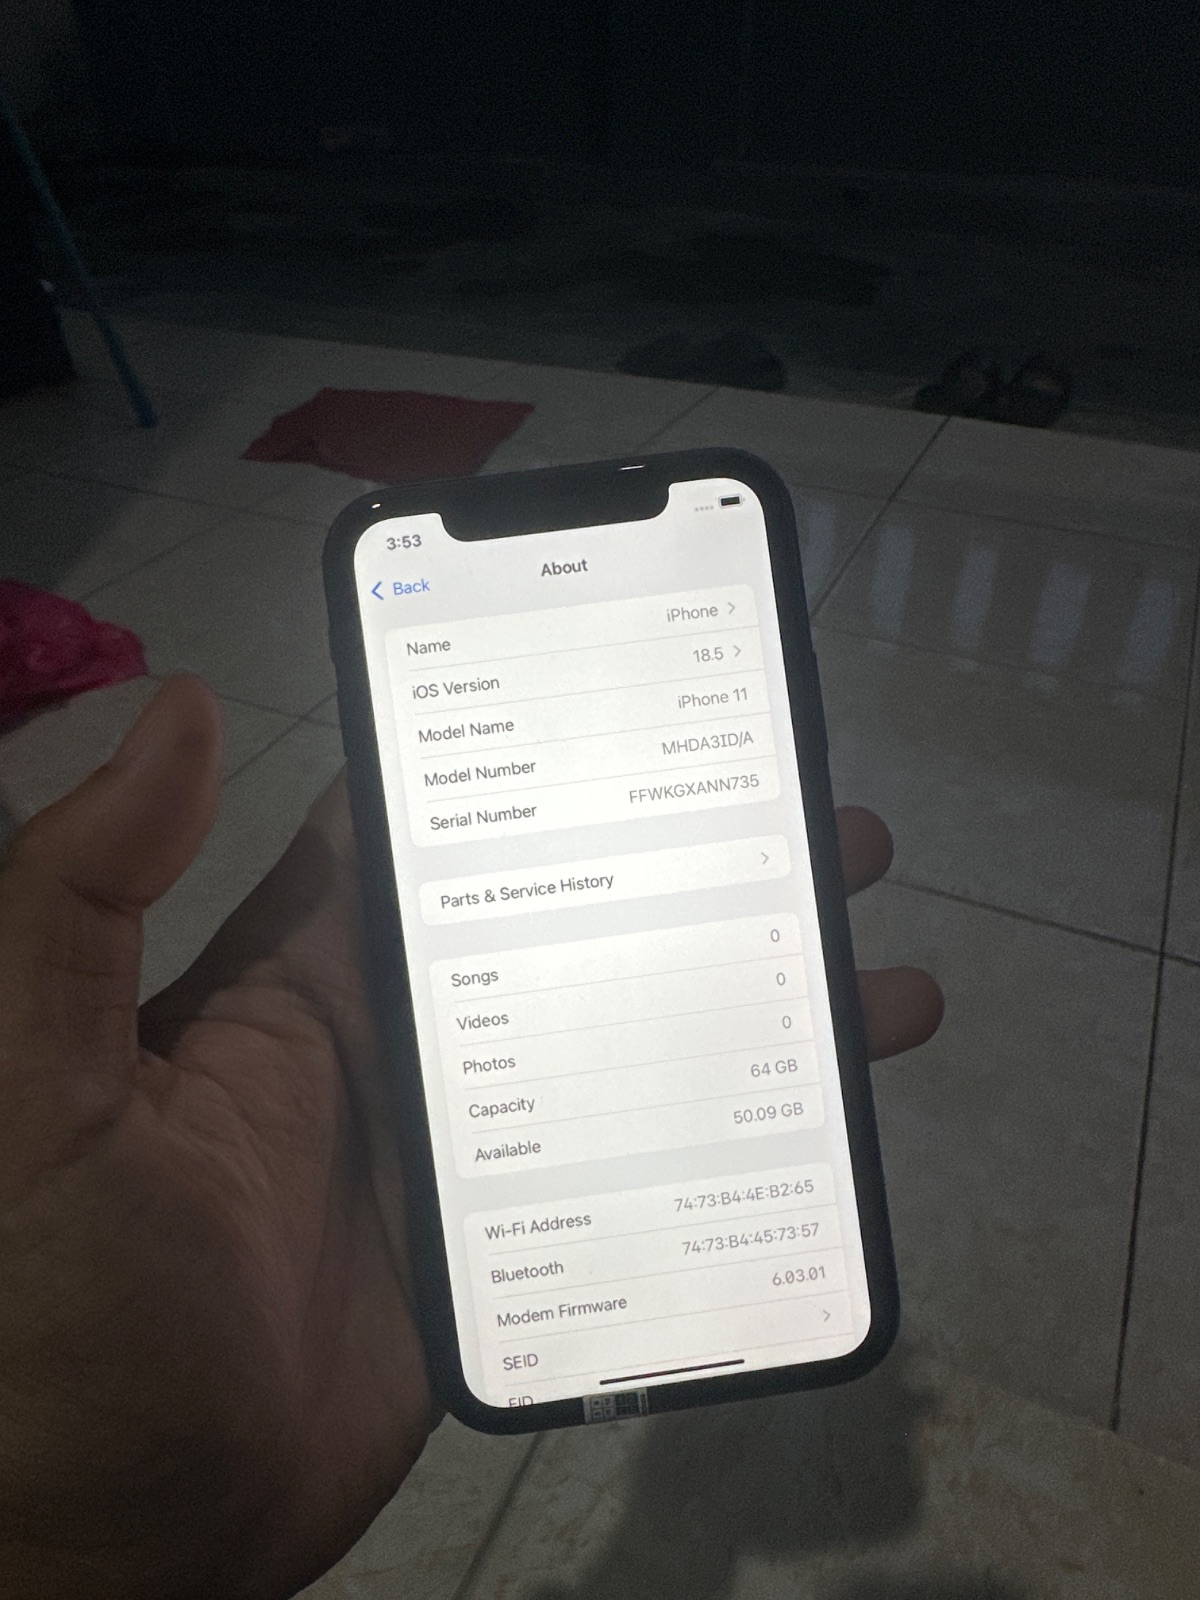 3:53
Back
About
Name iPhone
iOS Version 18.5
Model Name iPhone 11
Model Number MHDA3ID/A
Serial Number FFWKGXANN735
Parts & Service History
Songs 0
Videos 0
Photos 0
Capacity 64 GB
Available 50.09 GB
Wi-Fi Address 74:73:B4:4E:B2:65
Bluetooth 74:73:B4:45:73:57
Modem Firmware 6.03.01
SEID
EID